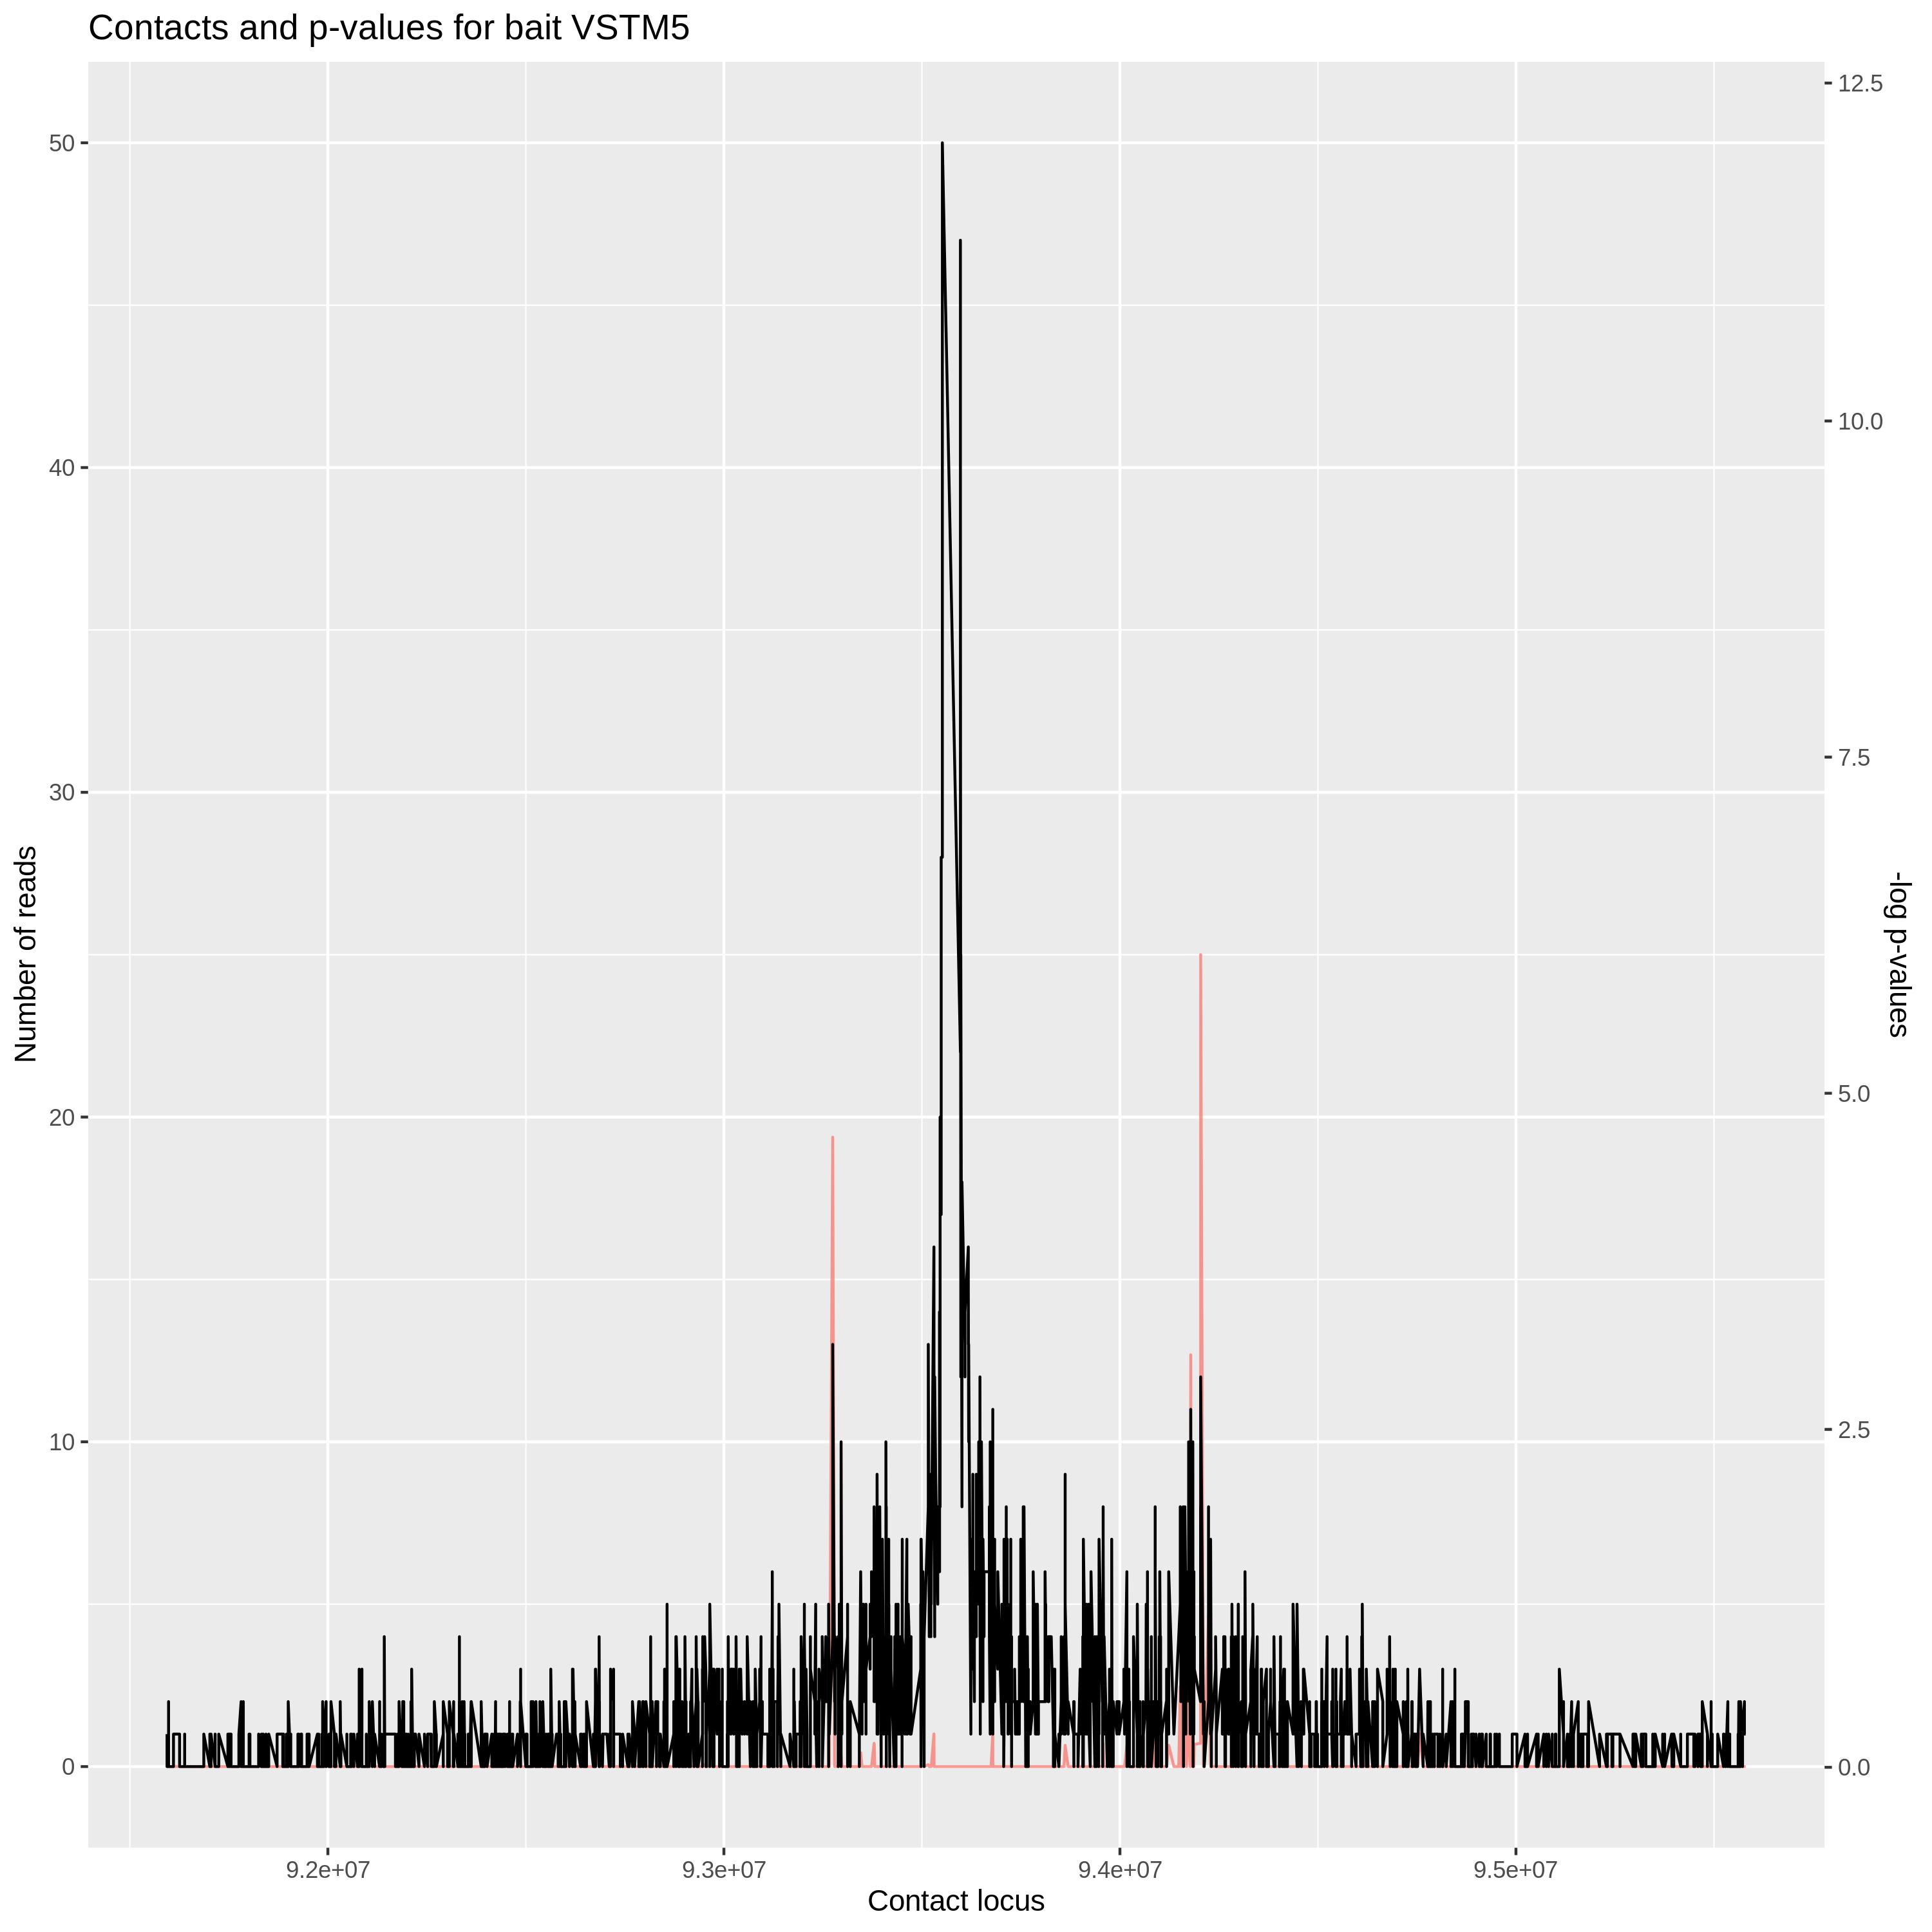 Contacts and p-values for bait VSTM5
12.5
50
10.0
40
7.5
30
Number of reads
-log p-values
5.0
20
2.5
10
0
0.0
9.2e+07 9.3e+07 9.4e+07 9.5e+07
Contact locus